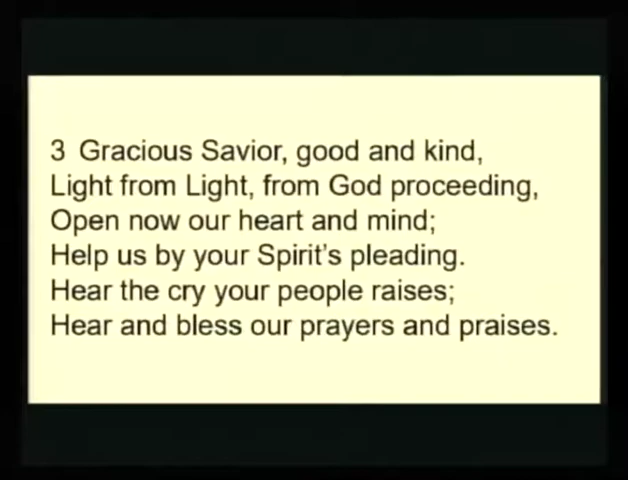 3 Gracious Savior, good and kind,
Light from Light, from God proceeding,
Open now our heart and mind;
Help us by your Spirit's pleading.
Hear the cry your people raises;
Hear and bless our prayers and praises.